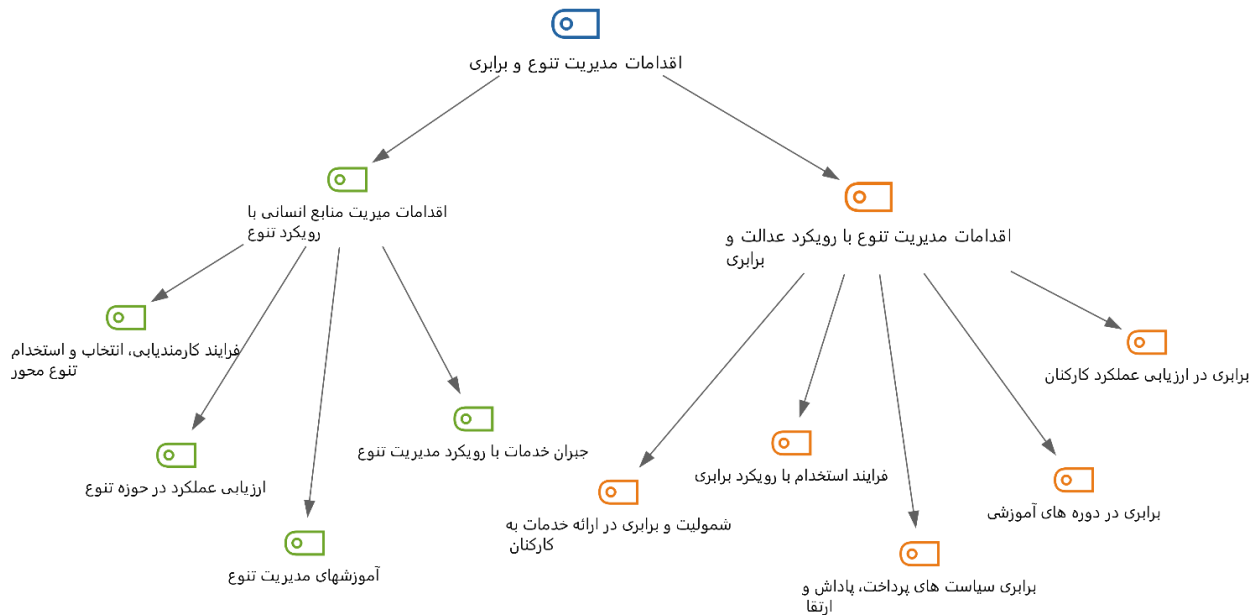 اقدامات مدیریت تنوع و برابری
اقدامات میریت منابع انسانی با
رویکرد تنوع
اقدامات مدیریت تنوع با رویکرد عدالت و
برابری
فرایند کارمندیابی، انتخاب و استخدام
تنوع محور
برابری در ارزیابی عملکرد کارکنان
جبران خدمات با رویکرد مدیریت تنوع
فرایند استخدام با رویکرد برابری
ارزیابی عملکرد در حوزه تنوع
برابری در دوره های آموزشی
شمولیت و برابری در ارائه خدمات به
کارکنان
آموزشهای مدیریت تنوع
برابری سیاست های پرداخت، پاداش و
ارتقا